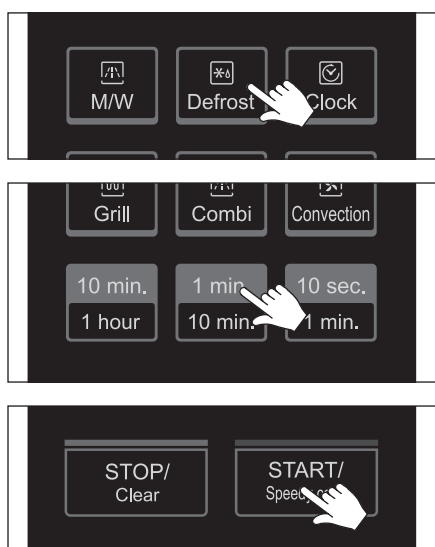 M/W Defrost Clock
Grill Combi Convection
10 min. 1 min. 10 sec.
1 hour 10 min. 1 min.
STOP/ START/
Clear Speedy